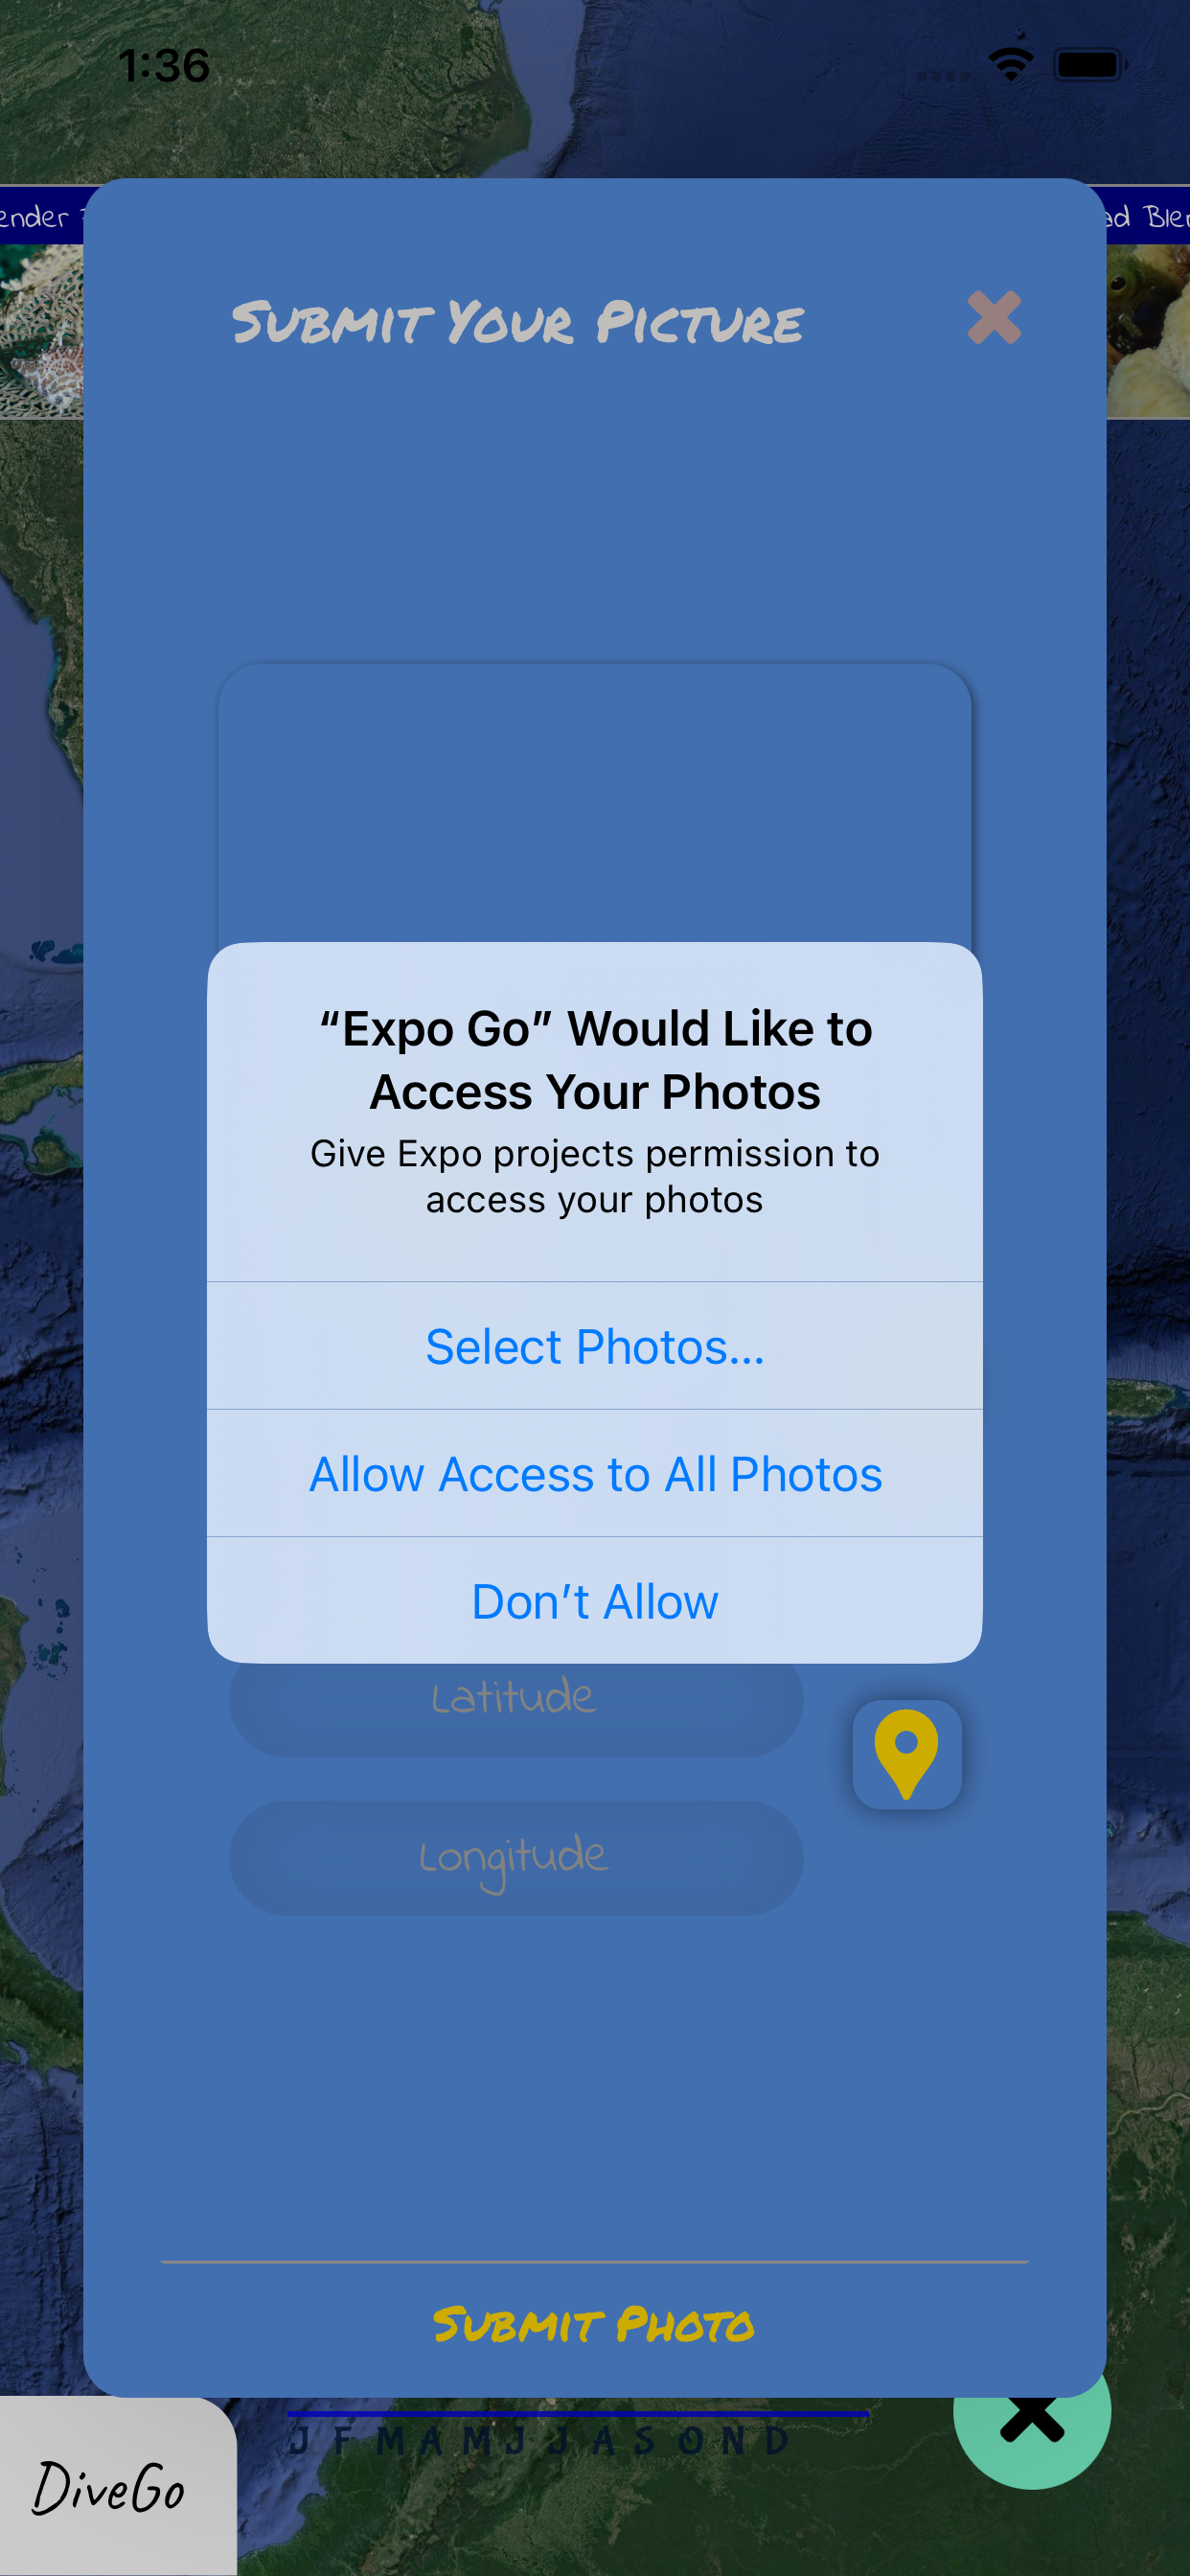 1:36
ender
ad Blen
Submit Your Picture
“Expo Go” Would Like to
Access Your Photos
Give Expo projects permission to
access your photos
Select Photos...
Allow Access to All Photos
Don’t Allow
Latitude
Longitude
Submit Photo
J F M A M J J A S O N D
DiveGo